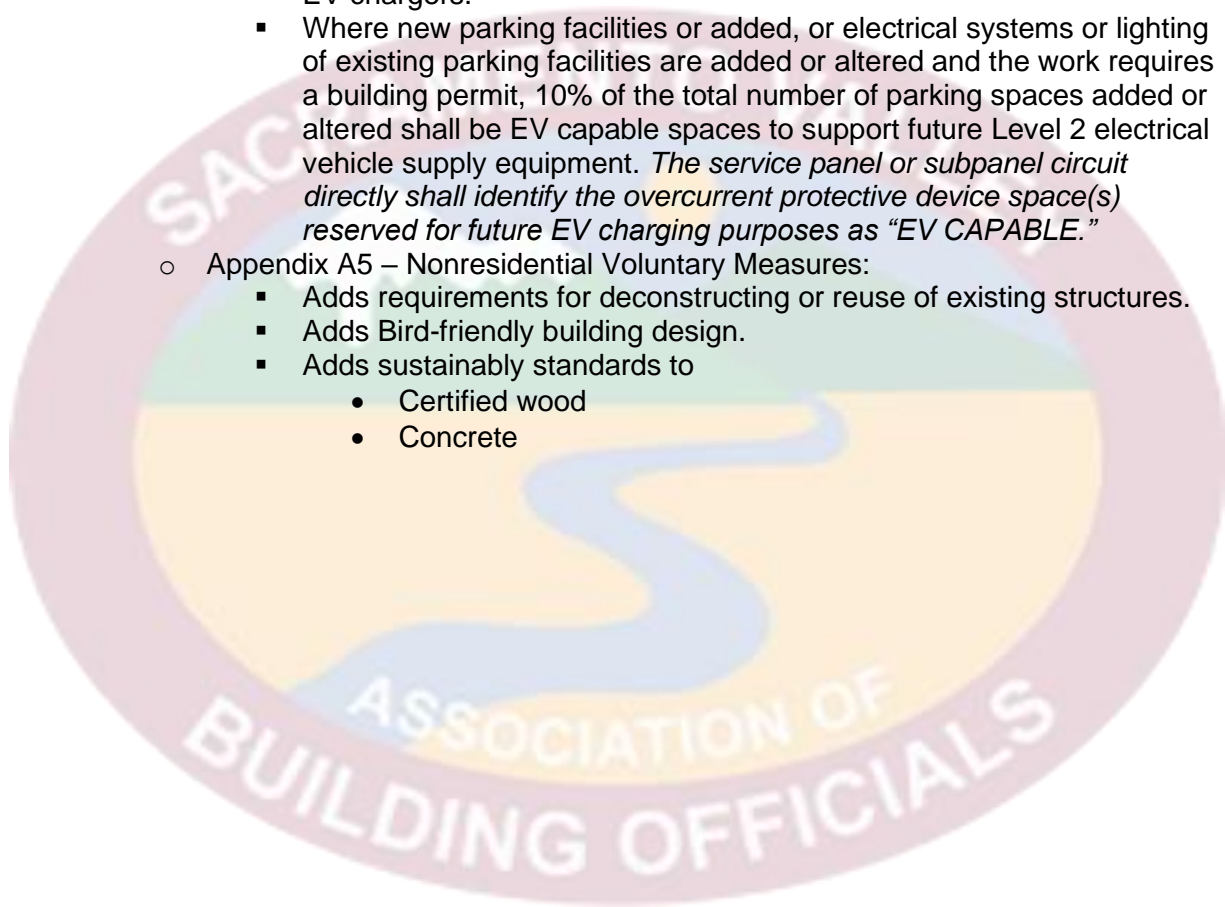 EV chargers.
▪ Where new parking facilities or added, or electrical systems or lighting
of existing parking facilities are added or altered and the work requires
a building permit, 10% of the total number of parking spaces added or
altered shall be EV capable spaces to support future Level 2 electrical
vehicle supply equipment. The service panel or subpanel circuit
directly shall identify the overcurrent protective device space(s)
reserved for future EV charging purposes as “EV CAPABLE.”
o Appendix A5 – Nonresidential Voluntary Measures:
▪ Adds requirements for deconstructing or reuse of existing structures.
▪ Adds Bird-friendly building design.
▪ Adds sustainably standards to
• Certified wood
• Concrete
SACRAMENTO VALLEY
ASSOCIATION OF
BUILDING OFFICIALS